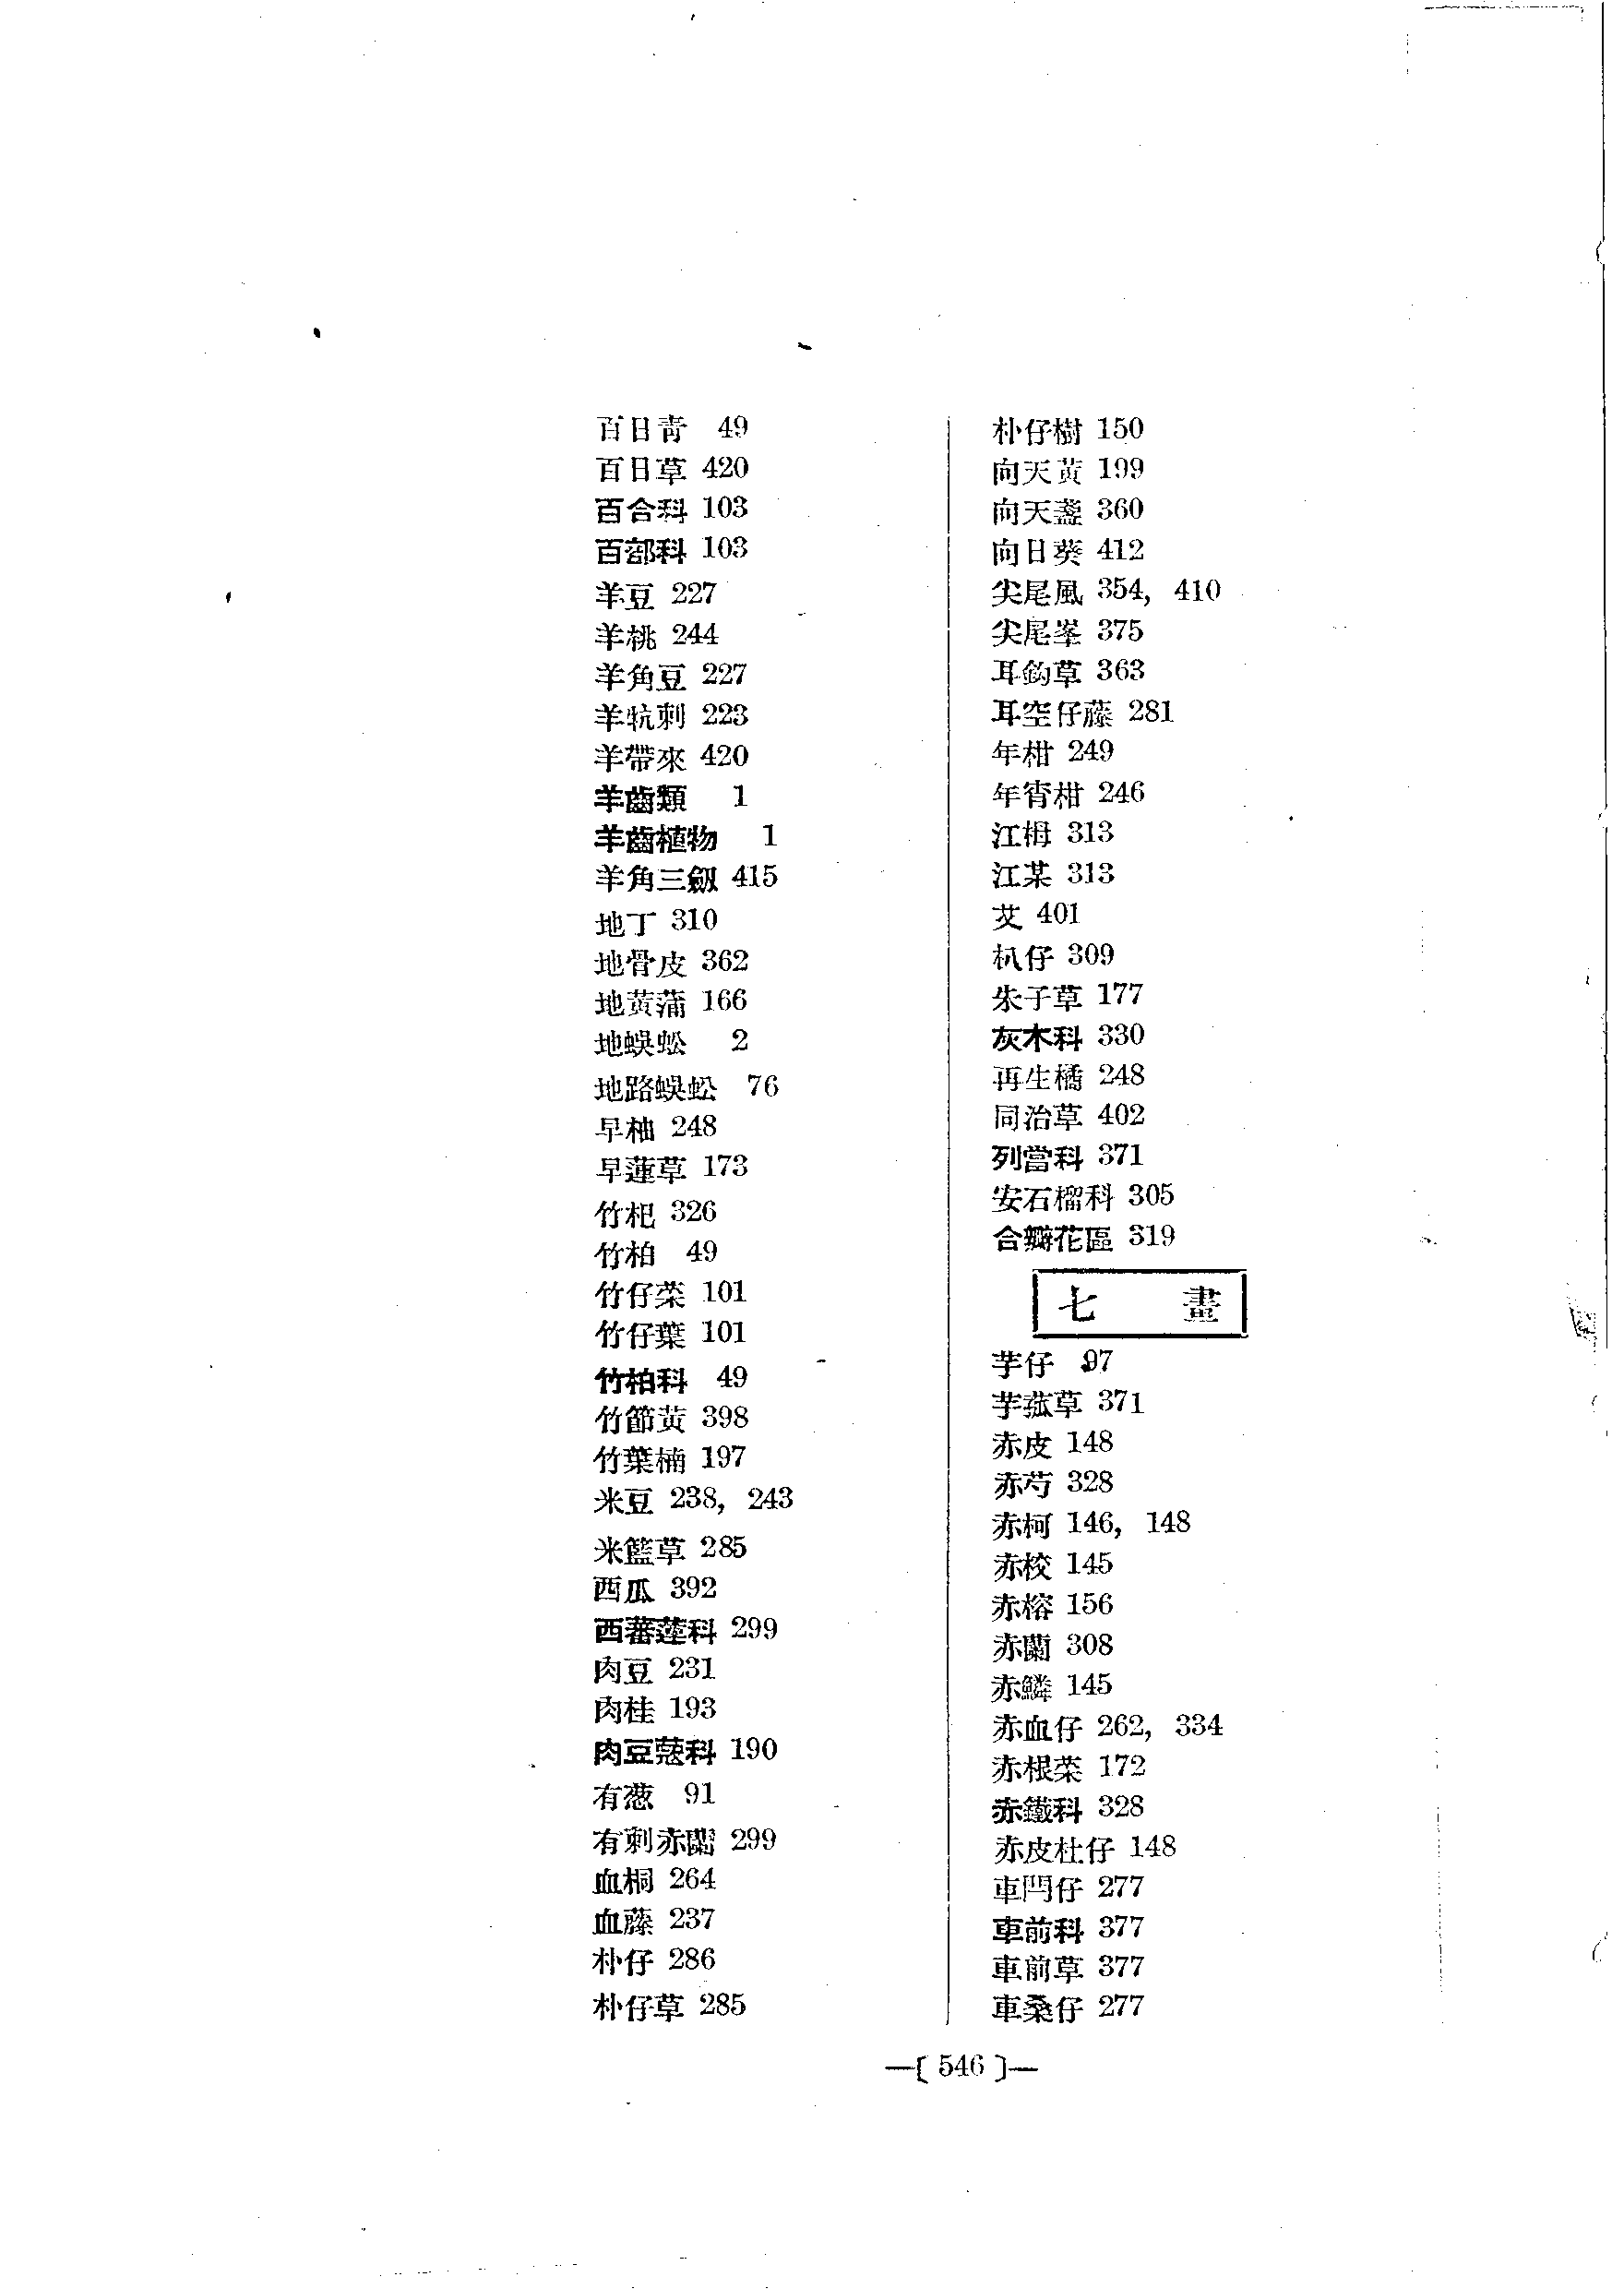 百日青 49
百日草 420
百合科 103
百部科 103
羊豆 227
羊桃 244
羊角豆 227
羊牨刺 223
羊帶來 420
羊齒類 1
羊齒植物 1
羊角三劔 415
地丁 310
地骨皮 362
地黃蒲 166
地蜈蚣 2
地路蜈蚣 76
早柚 248
早蓮草 173
竹杞 326
竹柏 49
竹仔菜 101
竹仔葉 101
竹柏科 49
竹節黃 398
竹葉楠 197
米豆 238, 243
米籃草 285
西瓜 392
西蕃蓮科 299
肉豆 231
肉桂 193
肉豆蔻科 190
有葱 91
有刺赤蘭 299
血桐 264
血藤 237
朴仔 286
朴仔草 285
朴仔樹 150
向天黃 199
向天盞 360
向日葵 412
尖尾風 354, 410
尖尾峯 375
耳鈎草 363
耳空仔藤 281
年柑 249
年宵柑 246
江栂 313
江某 313
艾 401
朳仔 309
朱子草 177
灰木科 330
再生橘 248
同治草 402
列當科 371
安石榴科 305
合瓣花區 319
七 畫
芋仔 97
芋菰草 371
赤皮 148
赤芍 328
赤柯 146, 148
赤校 145
赤榕 156
赤蘭 308
赤鱗 145
赤血仔 262, 334
赤根菜 172
赤鐵科 328
赤皮杜仔 148
車閂仔 277
車前科 377
車前草 377
車桑仔 277
—〔 546 〕—